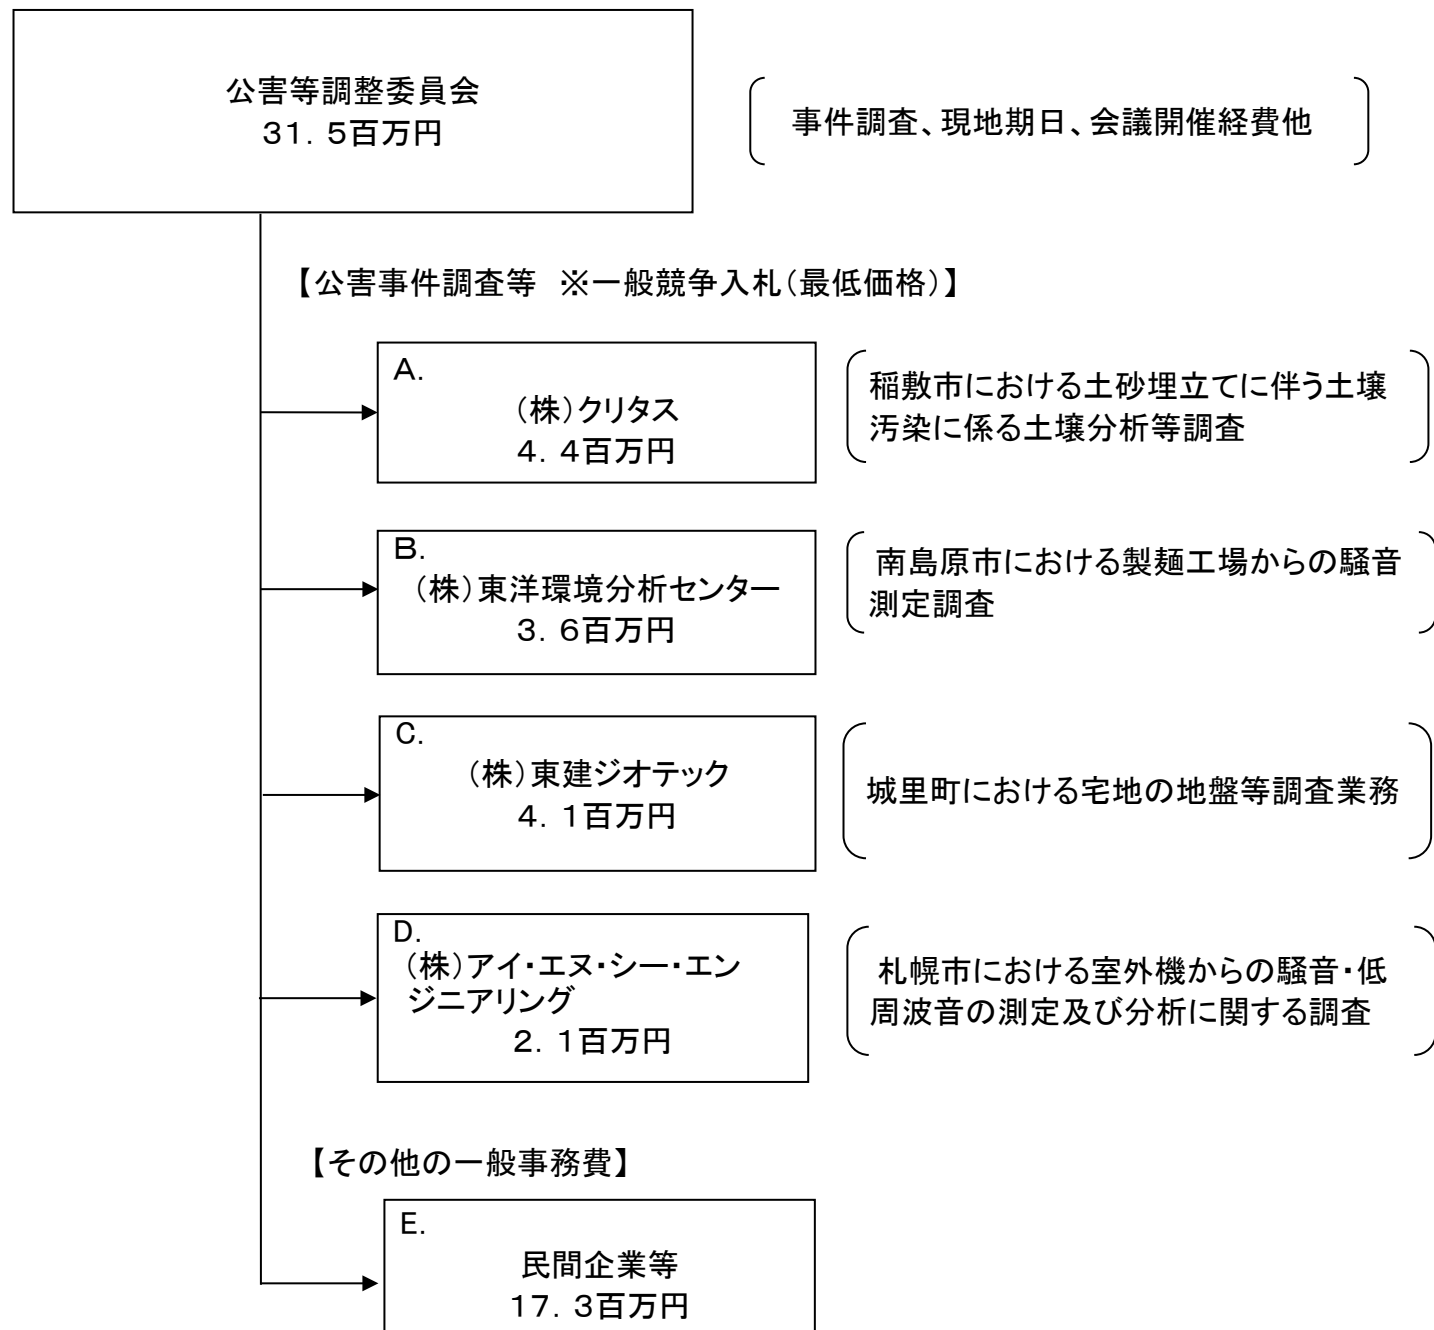 公害等調整委員会
31．5百万円
事件調査、現地期日、会議開催経費他
【公害事件調査等　※一般競争入札（最低価格）】
A.
（株）クリタス
4．4百万円
稲敷市における土砂埋立てに伴う土壌
汚染に係る土壌分析等調査
B.
（株）東洋環境分析センター
3．6百万円
南島原市における製麺工場からの騒音
測定調査
C.
（株）東建ジオテック
4．1百万円
城里町における宅地の地盤等調査業務
D.
（株）アイ・エヌ・シー・エン
ジニアリング
2．1百万円
札幌市における室外機からの騒音・低
周波音の測定及び分析に関する調査
【その他の一般事務費】
E.
民間企業等
17．3百万円